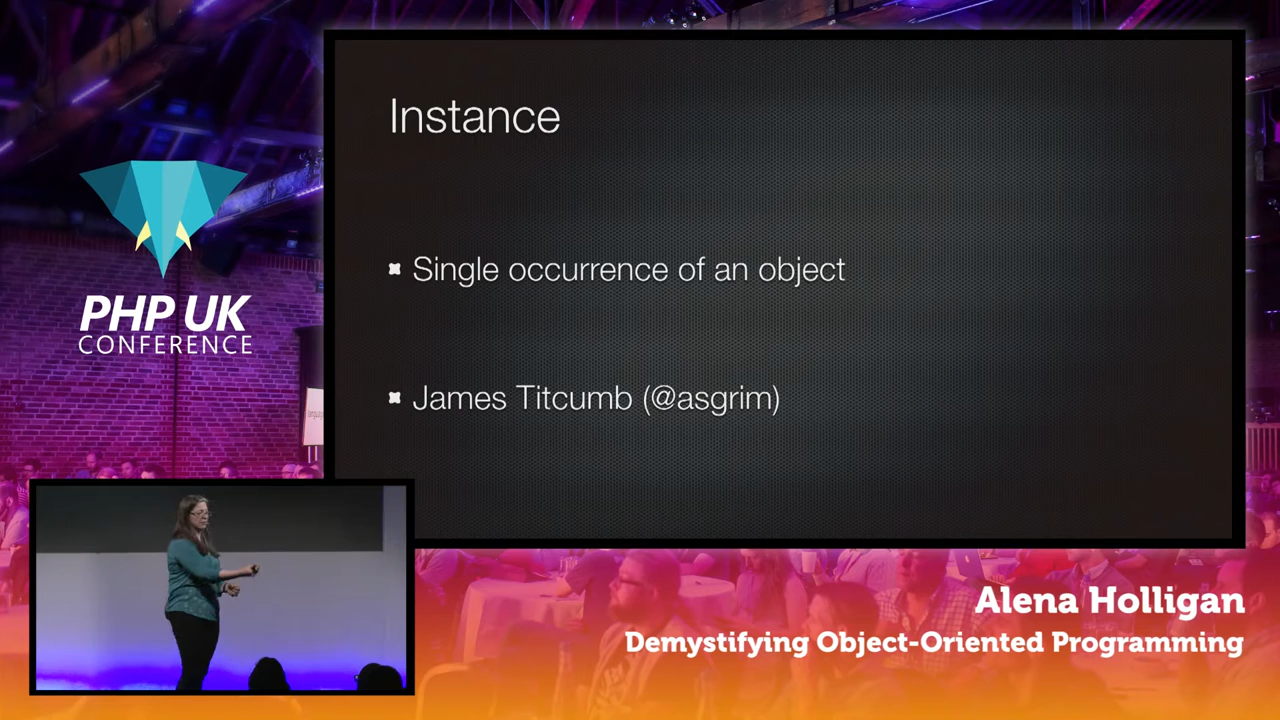 Instance
Single occurrence of an object
James Titcumb (@asgrim)
PHP UK
CONFERENCE
Alena Holligan
Demystifying Object-Oriented Programming